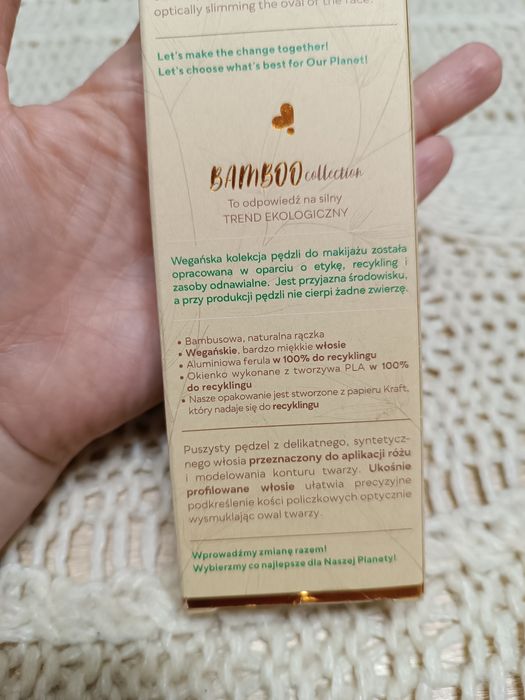 optically slimming the oval of the face.
Let's make the change together!
Let's choose what's best for Our Planet!
BAMBOO collection
To odpowiedź na silny
TREND EKOLOGICZNY
Wegańska kolekcja pędzli do makijażu została
opracowana w oparciu o etykę, recykling i
zasoby odnawialne. Jest przyjazna środowisku,
a przy produkcji pędzli nie cierpi żadne zwierzę.
• Bambusowa, naturalna rączka
• Wegańskie, bardzo miękkie włosie
• Aluminiowa ferula w 100% do recyklingu
• Okienko wykonane z tworzywa PLA w 100%
do recyklingu
• Nasze opakowanie jest stworzone z papieru Kraft,
który nadaje się do recyklingu
Puszysty pędzel z delikatnego, syntetycz-
nego włosia przeznaczony do aplikacji różu
i modelowania konturu twarzy. Ukośnie
profilowane włosie ułatwia precyzyjne
podkreślenie kości policzkowych optycznie
wysmuklając owal twarzy.
Wprowadźmy zmianę razem!
Wybierzmy co najlepsze dla Naszej Planety!